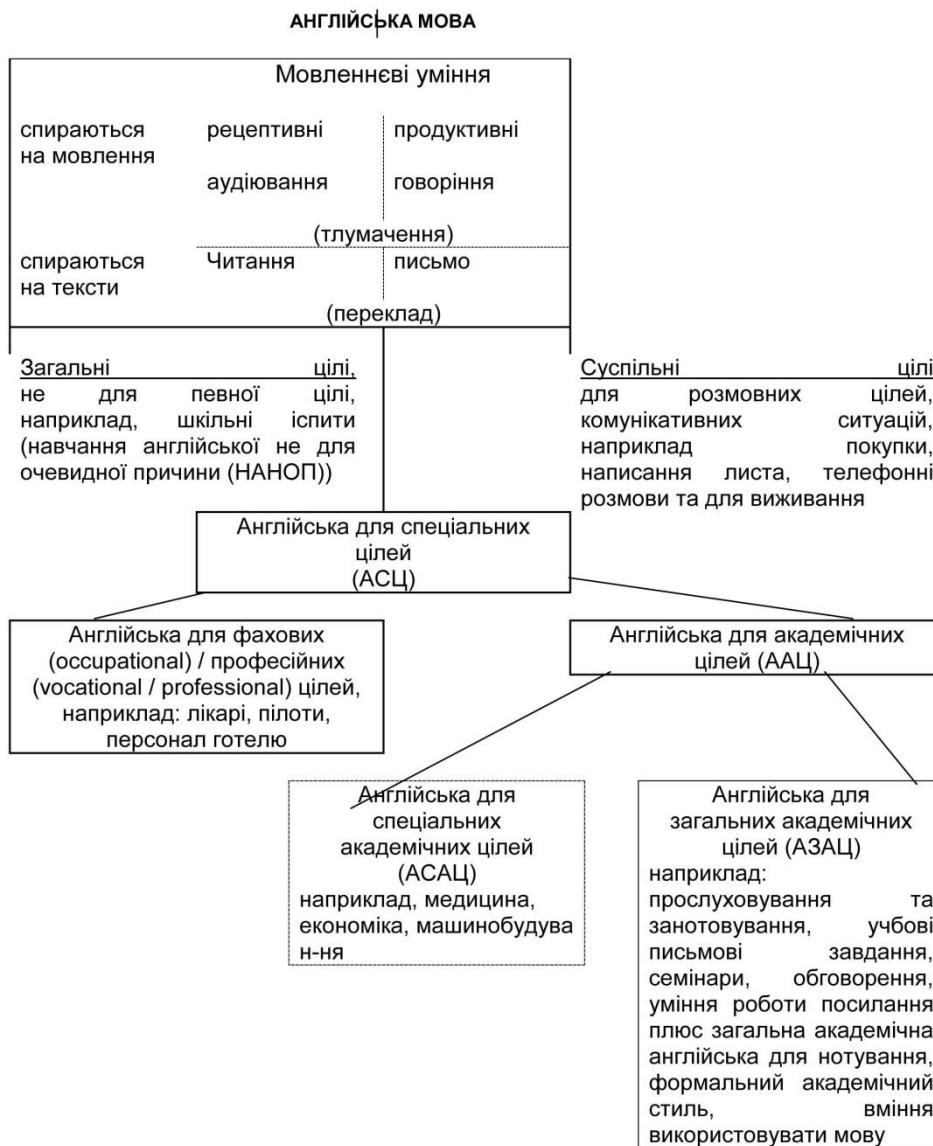 АНГЛІЙСЬКА МОВА
Мовленнєві уміння
спираються рецептивні продуктивні
на мовлення
аудіювання говоріння
(тлумачення)
спираються Читання письмо
на тексти
(переклад)
Загальні цілі,
не для певної цілі,
наприклад, шкільні іспити
(навчання англійської не для
очевидної причини (НАНОП))
Суспільні цілі
для розмовних цілей,
комунікативних ситуацій,
наприклад покупки,
написання листа, телефонні
розмови та для виживання
Англійська для спеціальних
цілей
(АСЦ)
Англійська для фахових
(occupational) / професійних
(vocational / professional) цілей,
наприклад: лікарі, пілоти,
персонал готелю
Англійська для академічних
цілей (ААЦ)
Англійська для
спеціальних
академічних цілей
(АСАЦ)
наприклад, медицина,
економіка, машинобудува
н-ня
Англійська для
загальних академічних
цілей (АЗАЦ)
наприклад:
прослуховування та
занотовування, учбові
письмові завдання,
семінари, обговорення,
уміння роботи посилання
плюс загальна академічна
англійська для нотування,
формальний академічний
стиль, вміння
використовувати мову